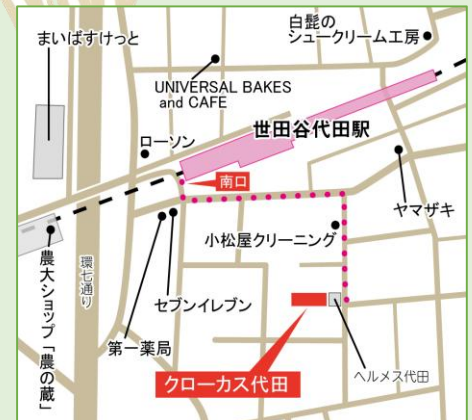 まいばすけっと
白髭の
シュークリーム工房
UNIVERSAL BAKES
and CAFE
世田谷代田駅
ローソン
南口
ヤマザキ
小松屋クリーニング
農大ショップ「農の蔵」
環七通り
セブンイレブン
第一薬局
クローカス代田
ヘルメス代田